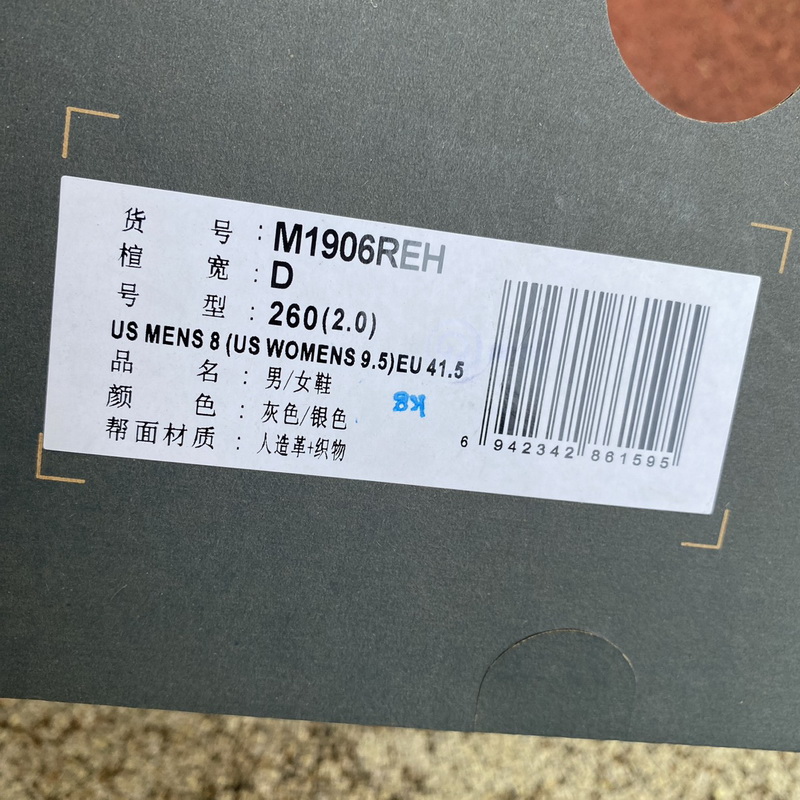 货号：M1906REH
楦宽：D
号型：260(2.0)
US MENS 8 (US WOMENS 9.5)EU 41.5
品名：男/女鞋
颜色：灰色/银色
帮面材质：人造革+织物
K8
6 942342 861595